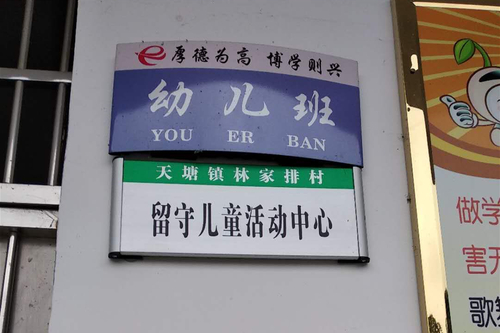 厚德为高 博学则兴
幼儿班
YOU ER BAN
天塘镇林家排村
留守儿童活动中心
做学
害无
歌